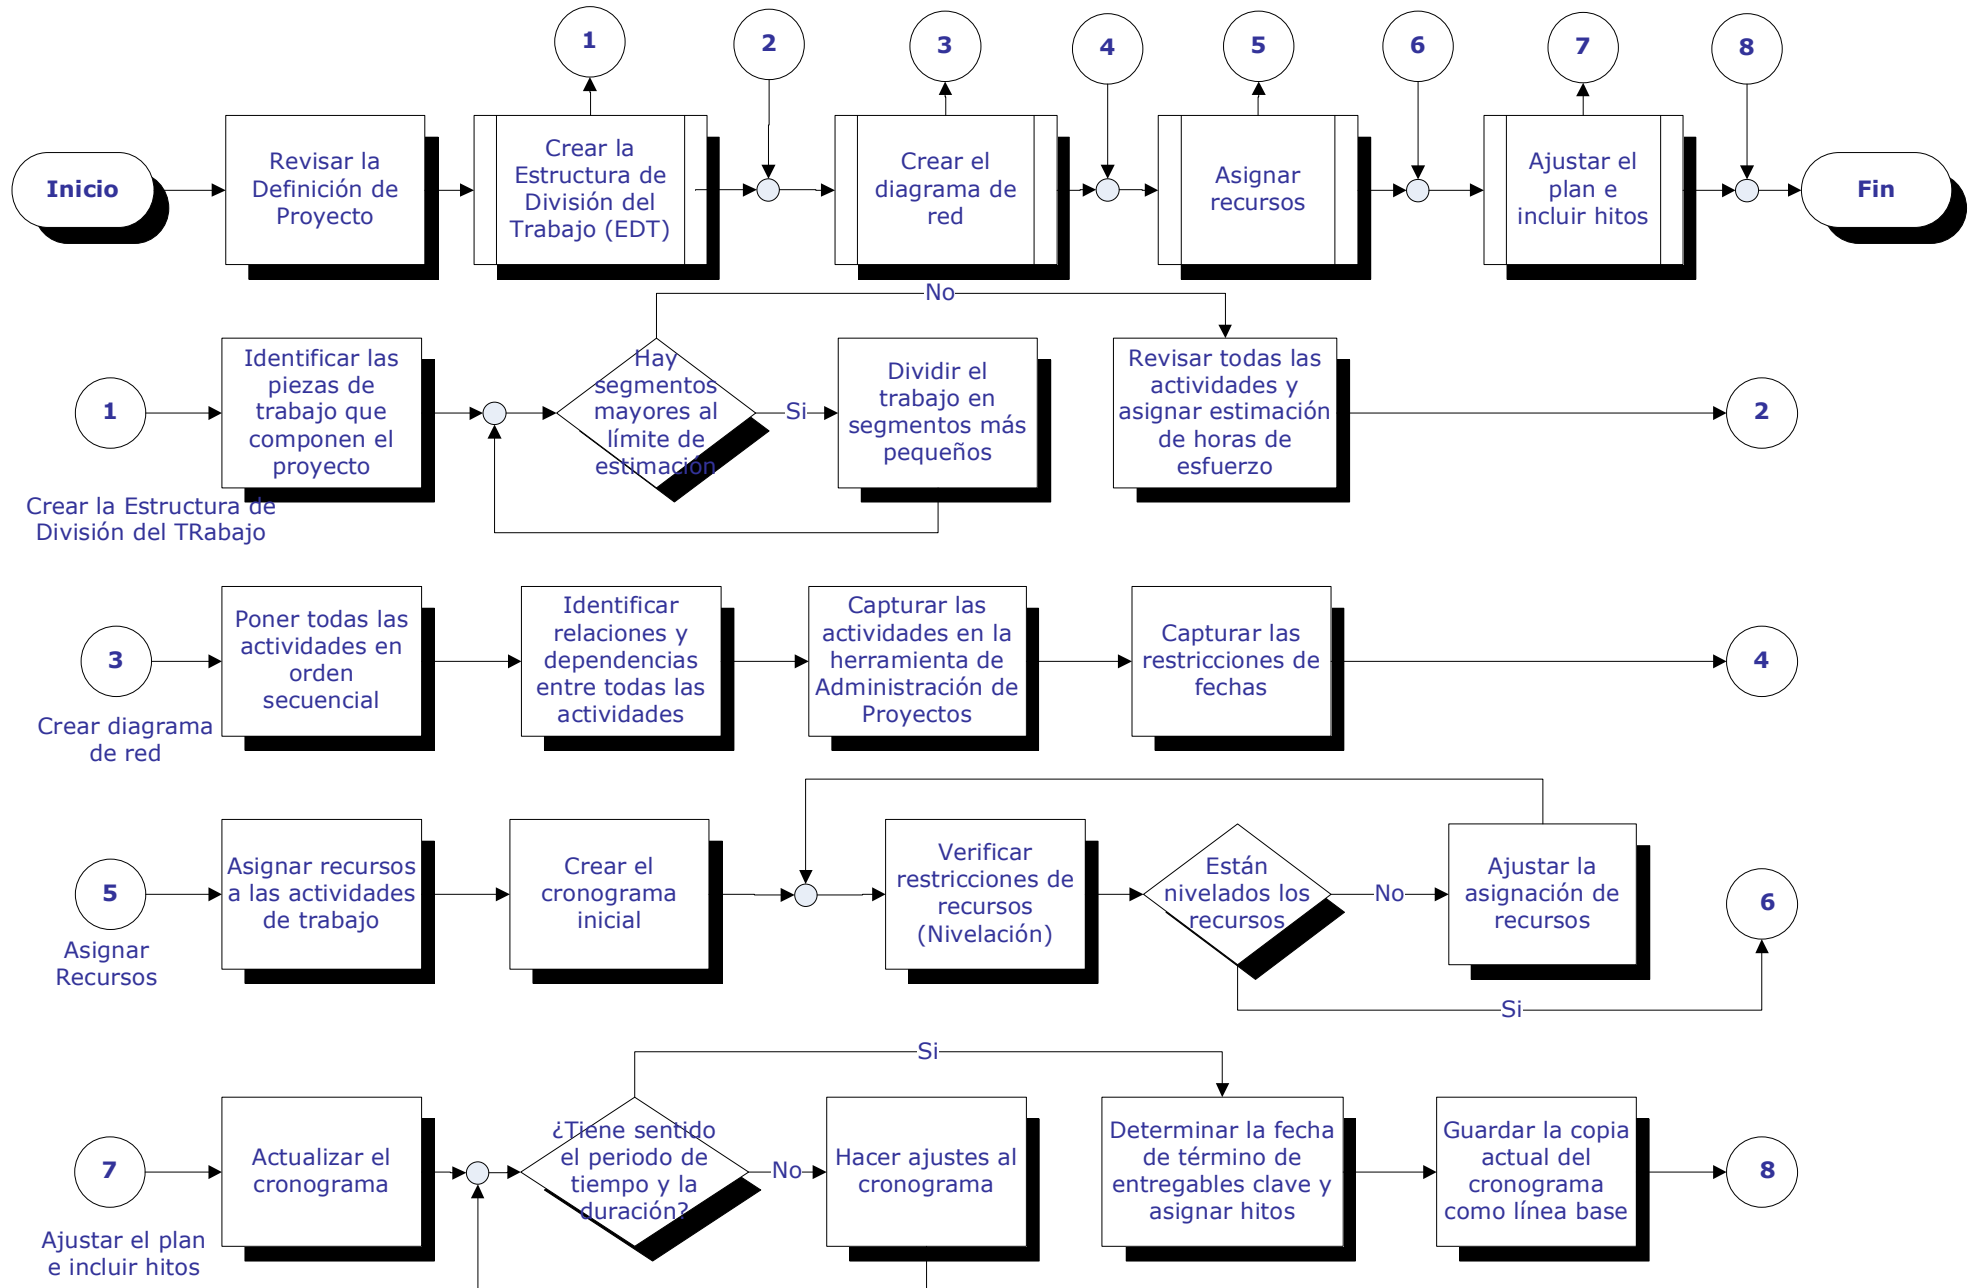 1
2
3
4
5
6
7
8
Inicio
Revisar la
Definición de
Proyecto
Crear la
Estructura de
División del
Trabajo (EDT)
Crear el
diagrama de
red
Asignar
recursos
Ajustar el
plan e
incluir hitos
Fin
No
1
Identificar las
piezas de
trabajo que
componen el
proyecto
Hay
segmentos
mayores al
límite de
estimación
Si
Dividir el
trabajo en
segmentos más
pequeños
Revisar todas las
actividades y
asignar estimación
de horas de
esfuerzo
2
Crear la Estructura de
División del TRabajo
3
Poner todas las
actividades en
orden
secuencial
Identificar
relaciones y
dependencias
entre todas las
actividades
Capturar las
actividades en la
herramienta de
Administración de
Proyectos
Capturar las
restricciones de
fechas
4
Crear diagrama
de red
5
Asignar recursos
a las actividades
de trabajo
Crear el
cronograma
inicial
Verificar
restricciones de
recursos
(Nivelación)
Están
nivelados los
recursos
No
Ajustar la
asignación de
recursos
6
Asignar
Recursos
Si
Si
7
Actualizar el
cronograma
¿Tiene sentido
el periodo de
tiempo y la
duración?
No
Hacer ajustes al
cronograma
Determinar la fecha
de término de
entregables clave y
asignar hitos
Guardar la copia
actual del
cronograma
como línea base
8
Ajustar el plan
e incluir hitos